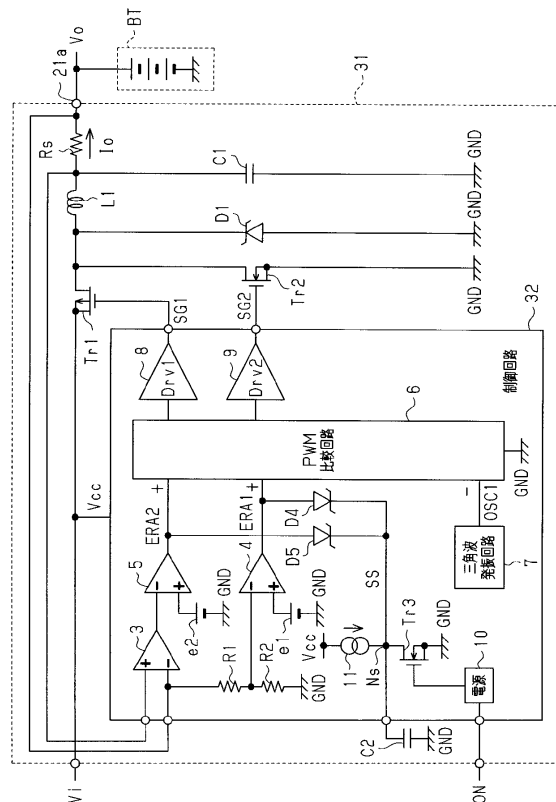 Vi
Vo
21a
BT
31
Rs
Io
L1
C1
GND
D1
GND
Tr1
Tr2
GND
SG1
SG2
32
制御回路
Vcc
8
Drv1
9
Drv2
6
PWM
比較回路
GND
ERA2
+
ERA1
+
-
OSC1
三角波
発振回路
7
D4
D5
SS
5
-
+
e2
GND
4
-
+
e1
GND
3
+
-
R1
R2
GND
Vcc
11
Ns
Tr3
GND
10
電源
C2
GND
ON